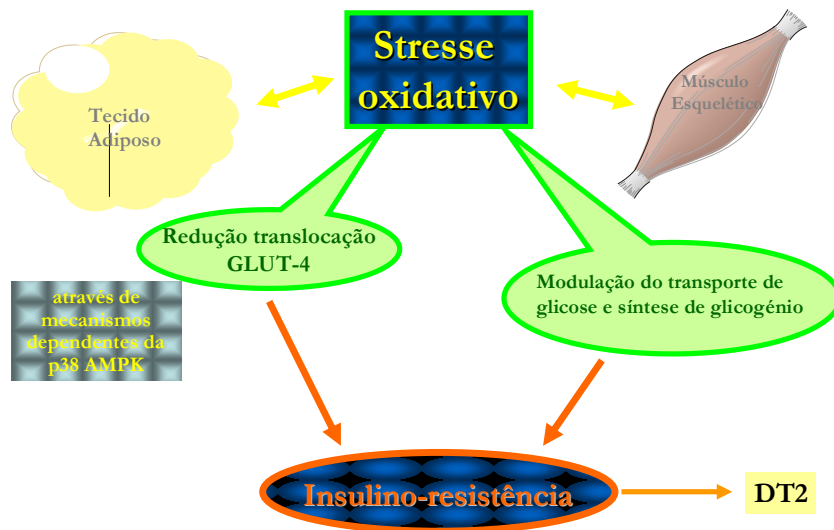 Stresse
oxidativo
Tecido
Adiposo
Músculo
Esquelético
Redução translocação
GLUT-4
Modulação do transporte de
glicose e síntese de glicogénio
através de
mecanismos
dependentes da
p38 AMPK
Insulino-resistência
DT2